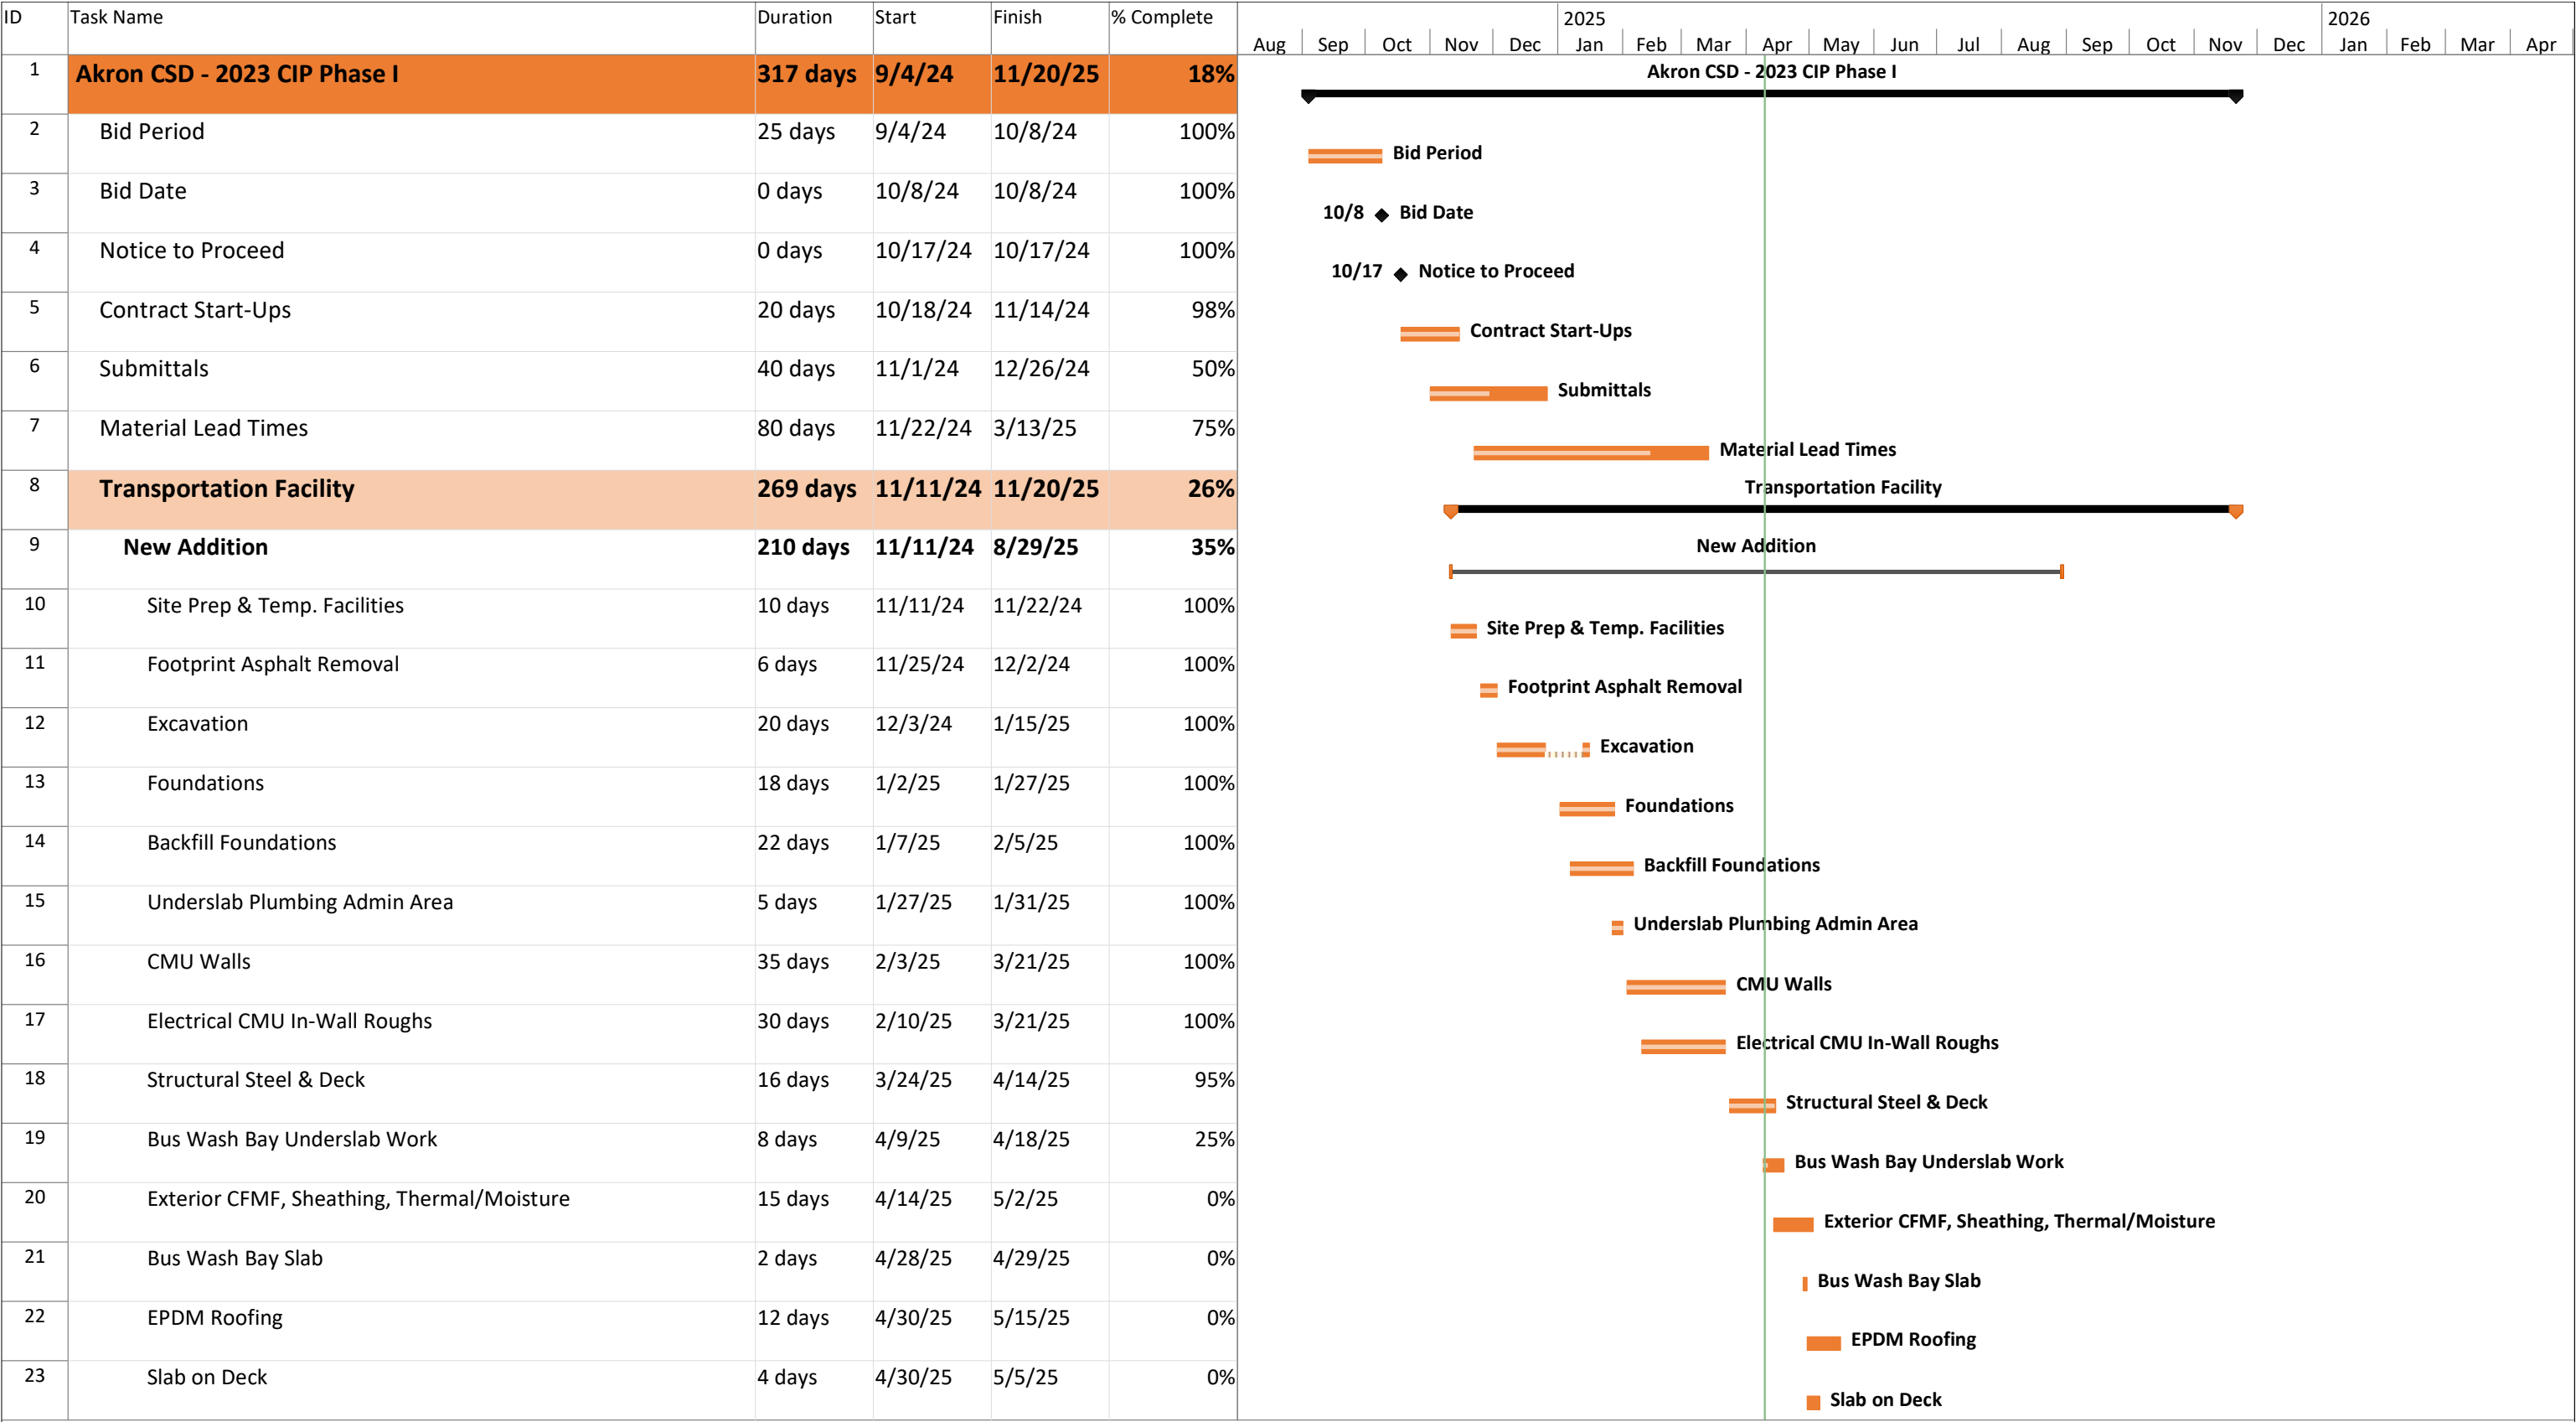 ID Task Name Duration Start Finish % Complete
2025 2026
Aug Sep Oct Nov Dec Jan Feb Mar Apr May Jun Jul Aug Sep Oct Nov Dec Jan Feb Mar Apr
1 Akron CSD - 2023 CIP Phase I 317 days 9/4/24 11/20/25 18%
Akron CSD - 2023 CIP Phase I
2 Bid Period 25 days 9/4/24 10/8/24 100%
Bid Period
3 Bid Date 0 days 10/8/24 10/8/24 100%
10/8 Bid Date
4 Notice to Proceed 0 days 10/17/24 10/17/24 100%
10/17 Notice to Proceed
5 Contract Start-Ups 20 days 10/18/24 11/14/24 98%
Contract Start-Ups
6 Submittals 40 days 11/1/24 12/26/24 50%
Submittals
7 Material Lead Times 80 days 11/22/24 3/13/25 75%
Material Lead Times
8 Transportation Facility 269 days 11/11/24 11/20/25 26%
Transportation Facility
9 New Addition 210 days 11/11/24 8/29/25 35%
New Addition
10 Site Prep & Temp. Facilities 10 days 11/11/24 11/22/24 100%
Site Prep & Temp. Facilities
11 Footprint Asphalt Removal 6 days 11/25/24 12/2/24 100%
Footprint Asphalt Removal
12 Excavation 20 days 12/3/24 1/15/25 100%
Excavation
13 Foundations 18 days 1/2/25 1/27/25 100%
Foundations
14 Backfill Foundations 22 days 1/7/25 2/5/25 100%
Backfill Foundations
15 Underslab Plumbing Admin Area 5 days 1/27/25 1/31/25 100%
Underslab Plumbing Admin Area
16 CMU Walls 35 days 2/3/25 3/21/25 100%
CMU Walls
17 Electrical CMU In-Wall Roughs 30 days 2/10/25 3/21/25 100%
Electrical CMU In-Wall Roughs
18 Structural Steel & Deck 16 days 3/24/25 4/14/25 95%
Structural Steel & Deck
19 Bus Wash Bay Underslab Work 8 days 4/9/25 4/18/25 25%
Bus Wash Bay Underslab Work
20 Exterior CFMF, Sheathing, Thermal/Moisture 15 days 4/14/25 5/2/25 0%
Exterior CFMF, Sheathing, Thermal/Moisture
21 Bus Wash Bay Slab 2 days 4/28/25 4/29/25 0%
Bus Wash Bay Slab
22 EPDM Roofing 12 days 4/30/25 5/15/25 0%
EPDM Roofing
23 Slab on Deck 4 days 4/30/25 5/5/25 0%
Slab on Deck